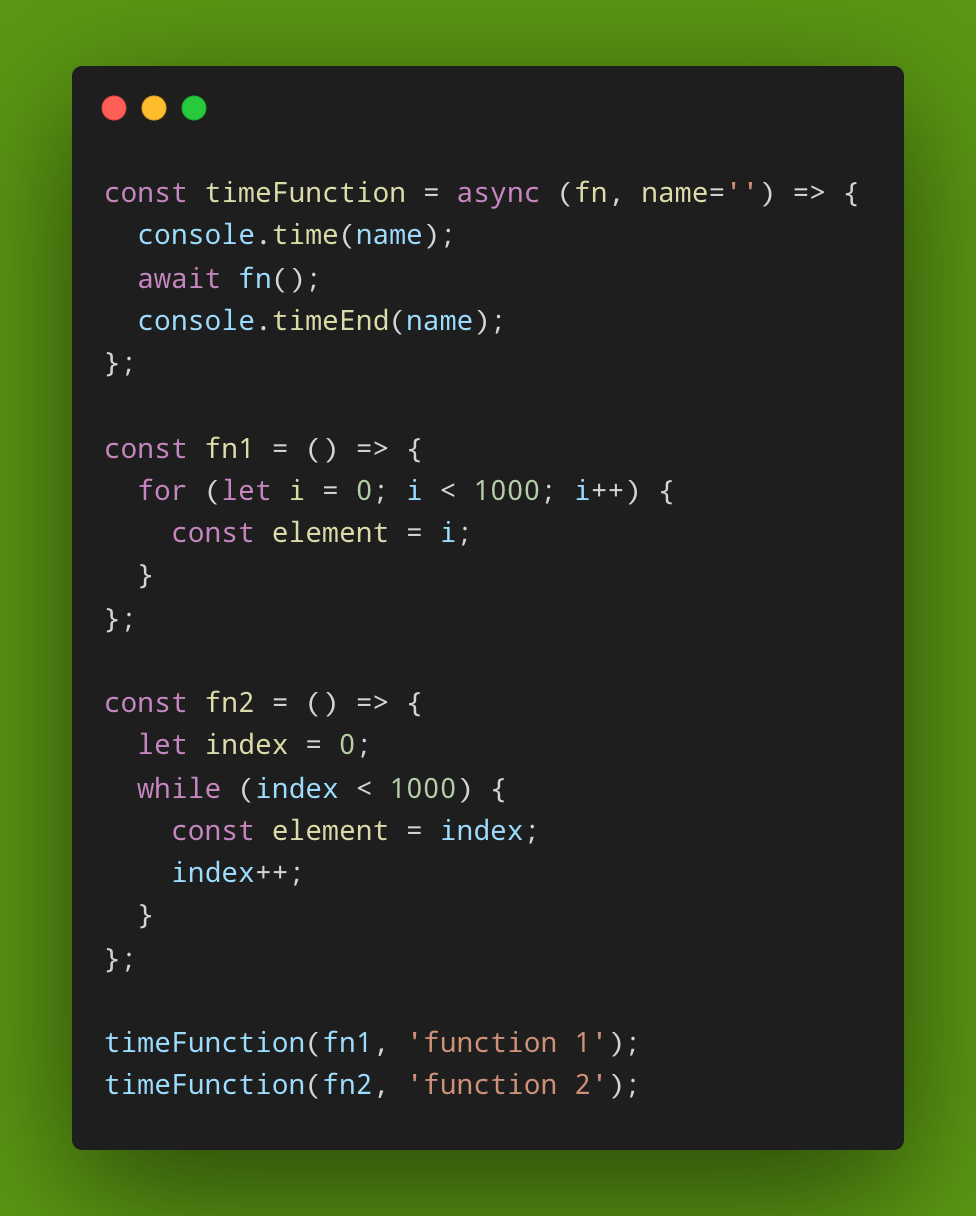 const timeFunction = async (fn, name='') => {
  console.time(name);
  await fn();
  console.timeEnd(name);
};

const fn1 = () => {
  for (let i = 0; i < 1000; i++) {
    const element = i;
  }
};

const fn2 = () => {
  let index = 0;
  while (index < 1000) {
    const element = index;
    index++;
  }
};

timeFunction(fn1, 'function 1');
timeFunction(fn2, 'function 2');